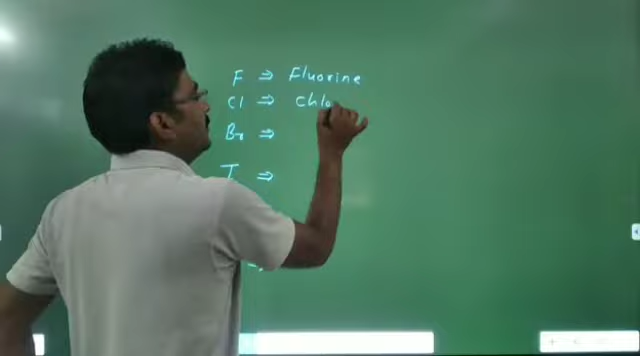 F ⇒ Fluorine
Cl ⇒ Chlo
Br ⇒
I ⇒